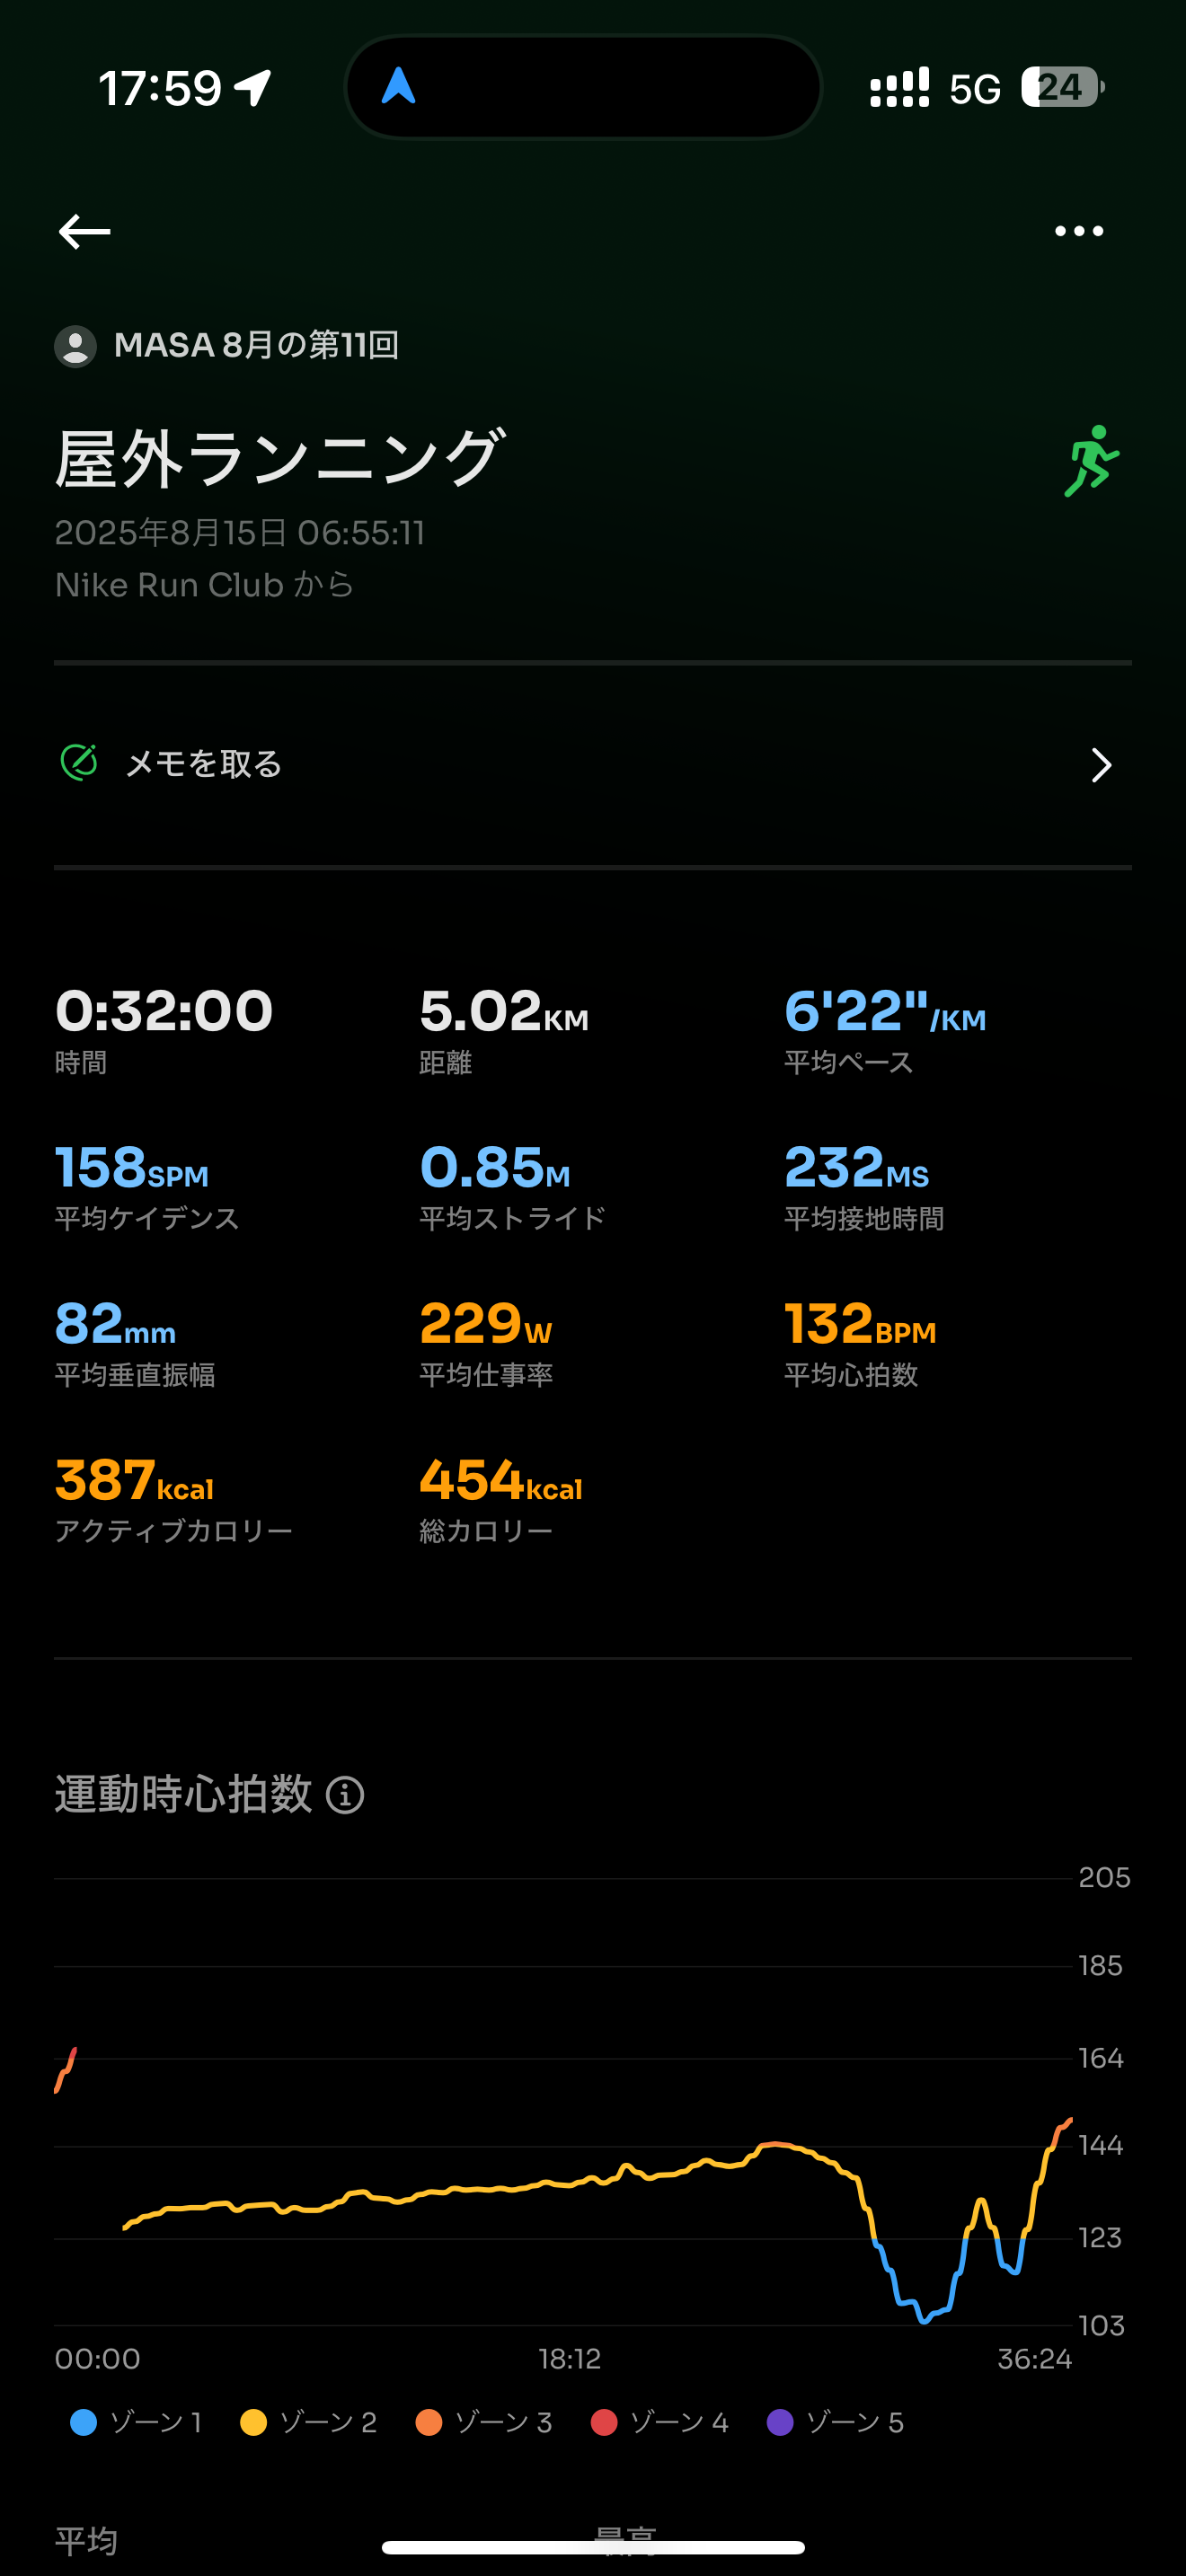 17:59 5G 24
MASA 8月の第11回
屋外ランニング
2025年8月15日 06:55:11
Nike Run Club から
メモを取る
0:32:00 5.02KM 6'22"/KM
時間 距離 平均ペース
158SPM 0.85M 232MS
平均ケイデンス 平均ストライド 平均接地時間
82mm 229W 132BPM
平均垂直振幅 平均仕事率 平均心拍数
387kcal 454kcal
アクティブカロリー 総カロリー
運動時心拍数
205
185
164
144
123
103
00:00 18:12 36:24
ゾーン 1 ゾーン 2 ゾーン 3 ゾーン 4 ゾーン 5
平均 最高